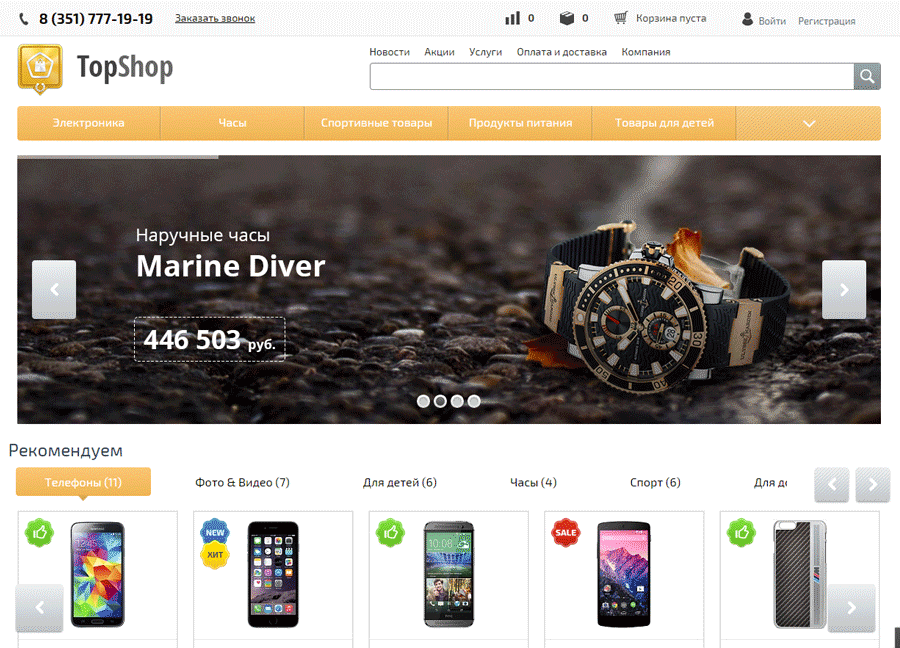 8 (351) 777-19-19 Заказать звонок 0 0 Корзина пуста Войти Регистрация
Новости Акции Услуги Оплата и доставка Компания
TopShop
Электроника Часы Спортивные товары Продукты питания Товары для детей
Наручные часы
Marine Diver
446 503 руб.
Рекомендуем
Телефоны (11) Фото & Видео (7) Для детей (6) Часы (4) Спорт (6) Для де
NEW
SALE
ХИТ